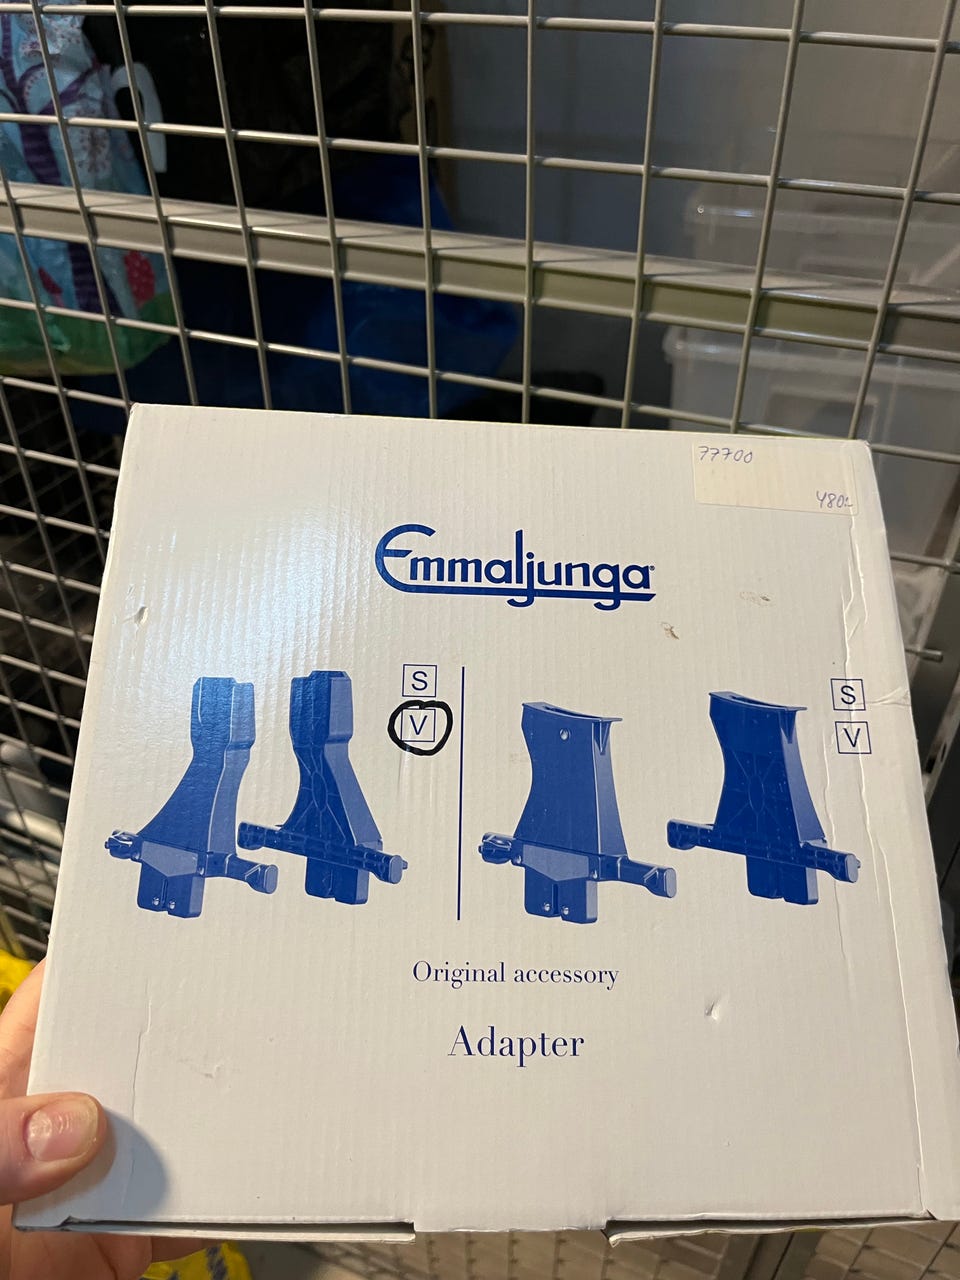 77700
480:-
Emmaljunga
S
V
S
V
Original accessory
Adapter